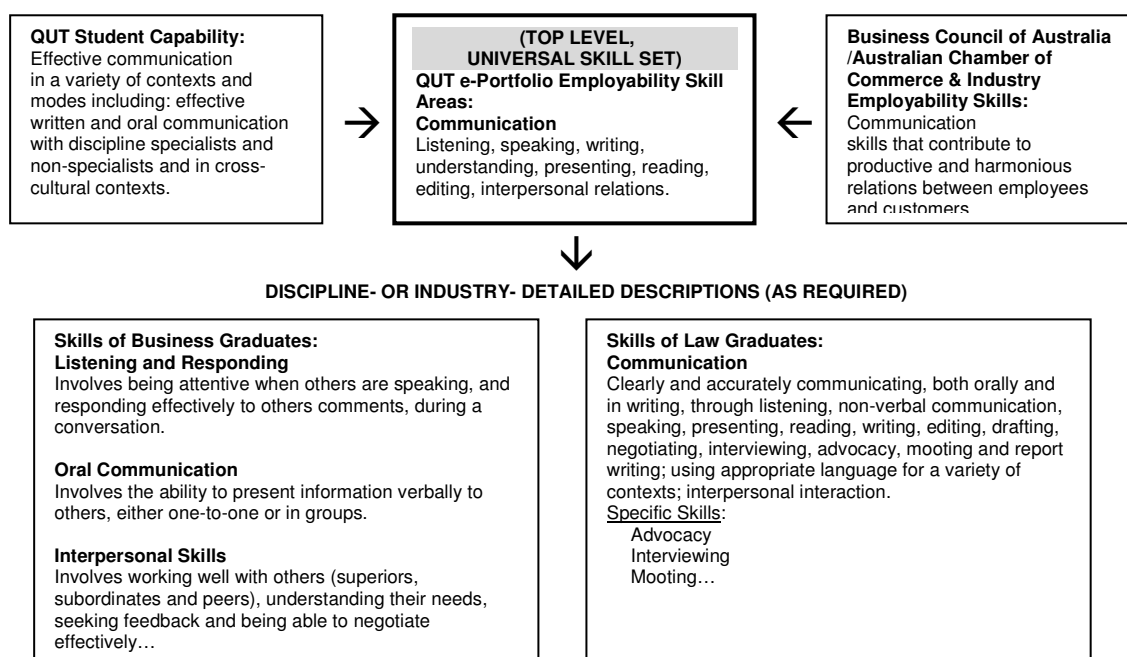 QUT Student Capability:
Effective communication
in a variety of contexts and
modes including: effective
written and oral communication
with discipline specialists and
non-specialists and in cross-
cultural contexts.
(TOP LEVEL,
UNIVERSAL SKILL SET)
QUT e-Portfolio Employability Skill
Areas:
Communication
Listening, speaking, writing,
understanding, presenting, reading,
editing, interpersonal relations.
Business Council of Australia
/Australian Chamber of
Commerce & Industry
Employability Skills:
Communication
skills that contribute to
productive and harmonious
relations between employees
and customers
DISCIPLINE- OR INDUSTRY- DETAILED DESCRIPTIONS (AS REQUIRED)
Skills of Business Graduates:
Listening and Responding
Involves being attentive when others are speaking, and
responding effectively to others comments, during a
conversation.
Oral Communication
Involves the ability to present information verbally to
others, either one-to-one or in groups.
Interpersonal Skills
Involves working well with others (superiors,
subordinates and peers), understanding their needs,
seeking feedback and being able to negotiate
effectively…
Skills of Law Graduates:
Communication
Clearly and accurately communicating, both orally and
in writing, through listening, non-verbal communication,
speaking, presenting, reading, writing, editing, drafting,
negotiating, interviewing, advocacy, mooting and report
writing; using appropriate language for a variety of
contexts; interpersonal interaction.
Specific Skills:
Advocacy
Interviewing
Mooting…